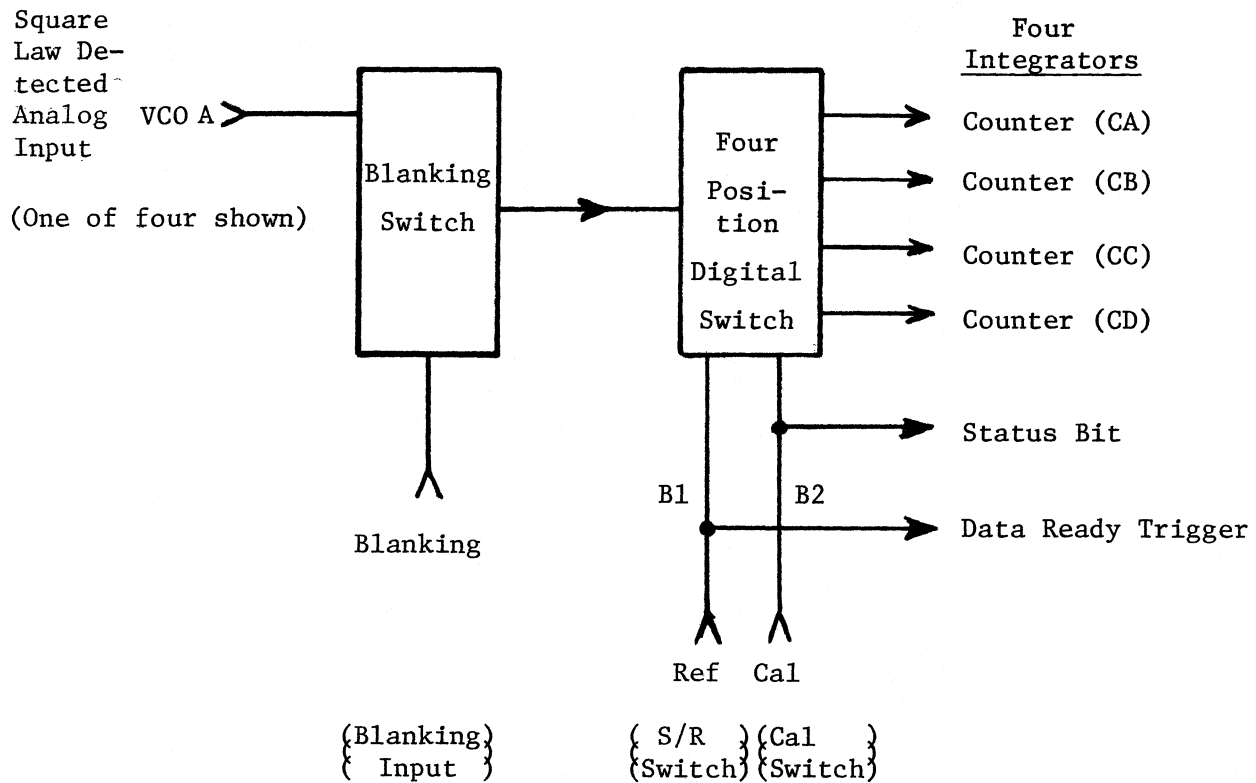 Square
Law De-
tected
Analog
Input
VCO A
(One of four shown)
Blanking
Switch
Blanking
Four
Posi-
tion
Digital
Switch
Four
Integrators
Counter (CA)
Counter (CB)
Counter (CC)
Counter (CD)
Status Bit
Data Ready Trigger
B1
B2
Ref
Cal
(Blanking)
( Input )
( S/R )
(Switch)
(Cal )
(Switch)